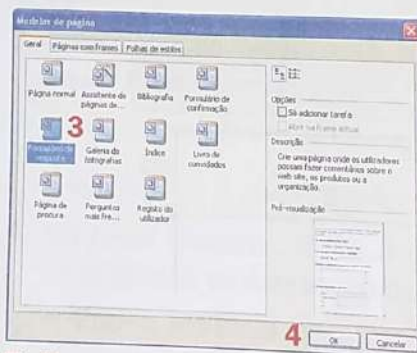 Modelos de página
Geral
Páginas com frames
Folhas de estilos
Página normal
Assistente de páginas de...
Bibliografia
Formulário de confirmação
3
Formulário de resposta
Galeria de fotografias
Índice
Livro de convidados
Página de procura
Perguntas mais fre...
Registo do utilizador
Opções
Só adicionar tarefa
Abrir na frame actual
Descrição
Crie uma página onde os utilizadores
possam fazer comentários sobre o
web site, os produtos ou a
organização.
Pré-visualização
4
OK
Cancelar